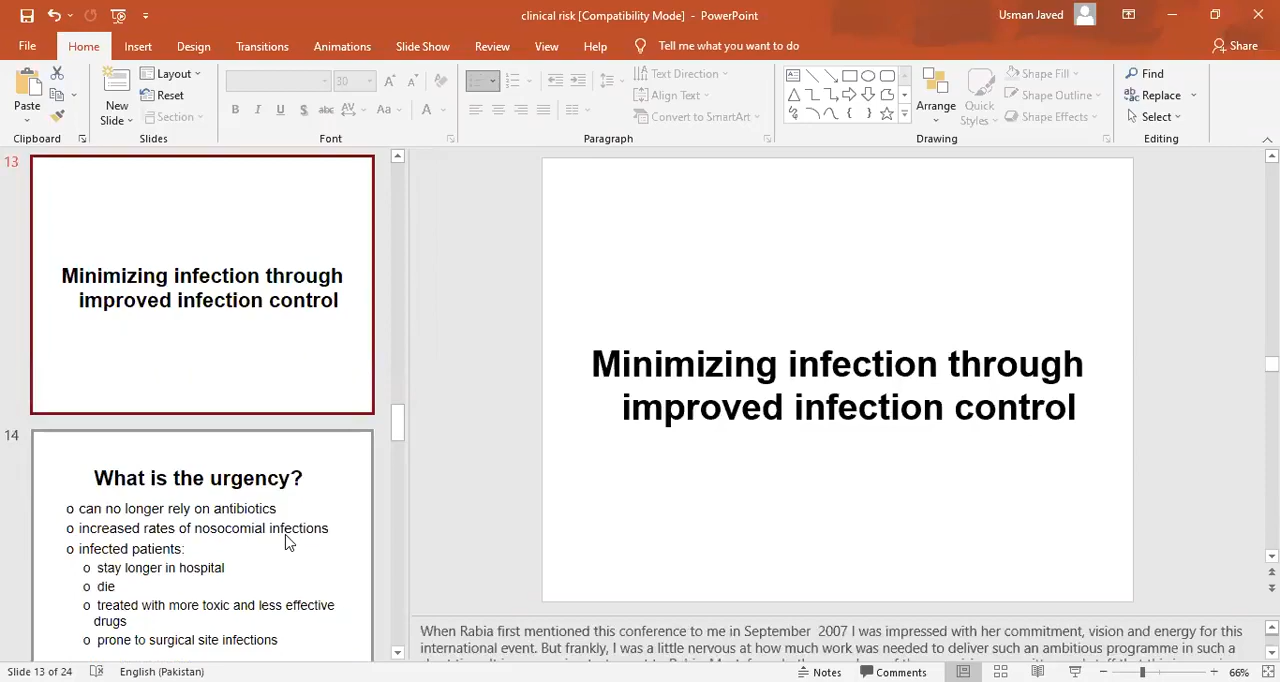 clinical risk [Compatibility Mode] - PowerPoint
Usman Javed
File Home Insert Design Transitions Animations Slide Show Review View Help Tell me what you want to do Share
Paste
New Slide
Layout
Reset
Section
30
B I U S abc AV Aa A
Text Direction
Align Text
Convert to SmartArt
Arrange
Quick Styles
Shape Fill
Shape Outline
Shape Effects
Find
Replace
Select
Clipboard Slides Font Paragraph Drawing Editing
13
Minimizing infection through
improved infection control
14
What is the urgency?
o can no longer rely on antibiotics
o increased rates of nosocomial infections
o infected patients:
o stay longer in hospital
o die
o treated with more toxic and less effective
drugs
o prone to surgical site infections
Minimizing infection through
improved infection control
When Rabia first mentioned this conference to me in September 2007 I was impressed with her commitment, vision and energy for this
international event. But frankly, I was a little nervous at how much work was needed to deliver such an ambitious programme in such a
Slide 13 of 24 English (Pakistan) Notes Comments 66%